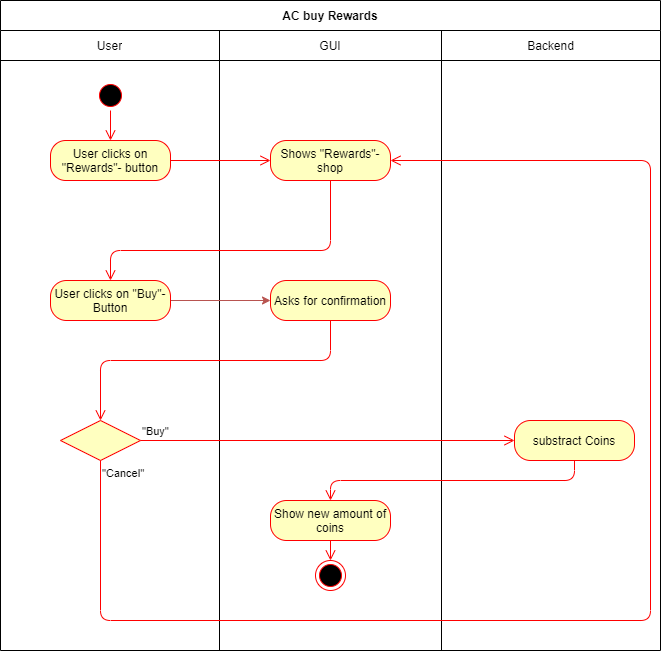 AC buy Rewards
User
GUI
Backend
User clicks on
"Rewards"- button
Shows "Rewards"-
shop
User clicks on "Buy"-
Button
Asks for confirmation
"Buy"
substract Coins
"Cancel"
Show new amount of
coins